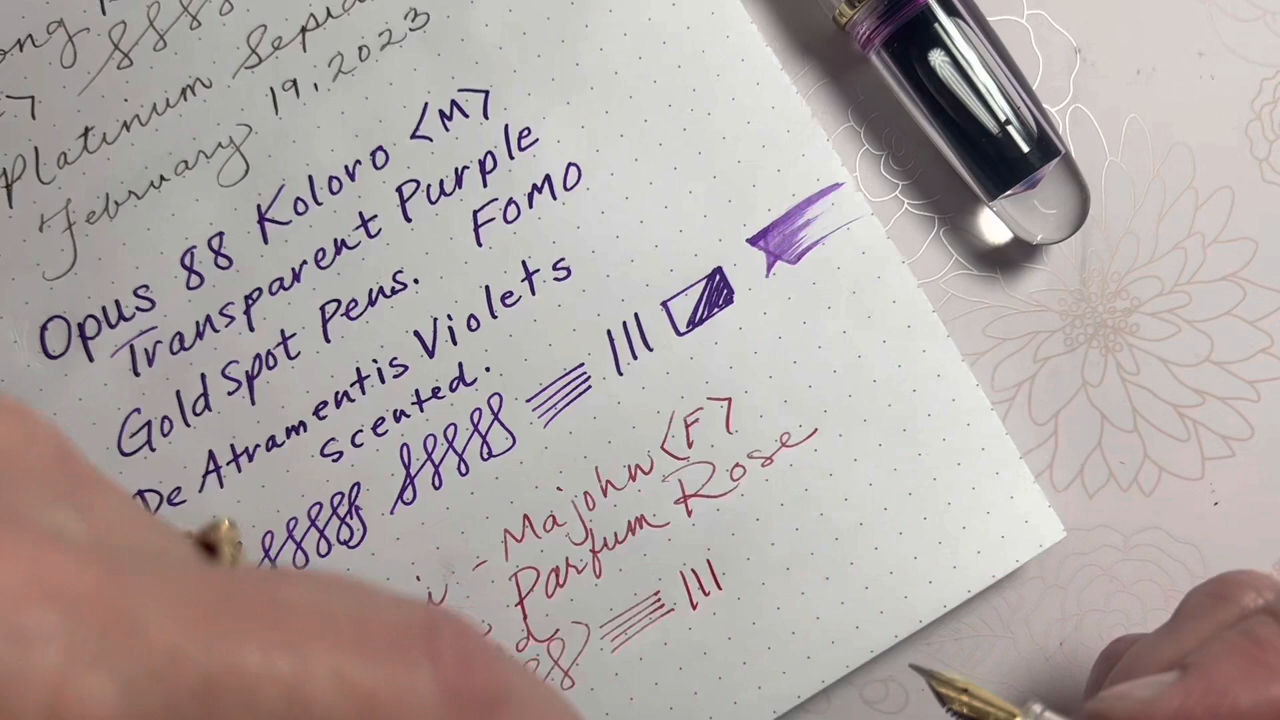 Platinum Sepia
February 19, 2023
Opus 88 Koloro <M>
Transparent Purple
Gold Spot Pens. FOMO
De Atramentis Violets
scented.
- Majohn <F>
Parfum Rose